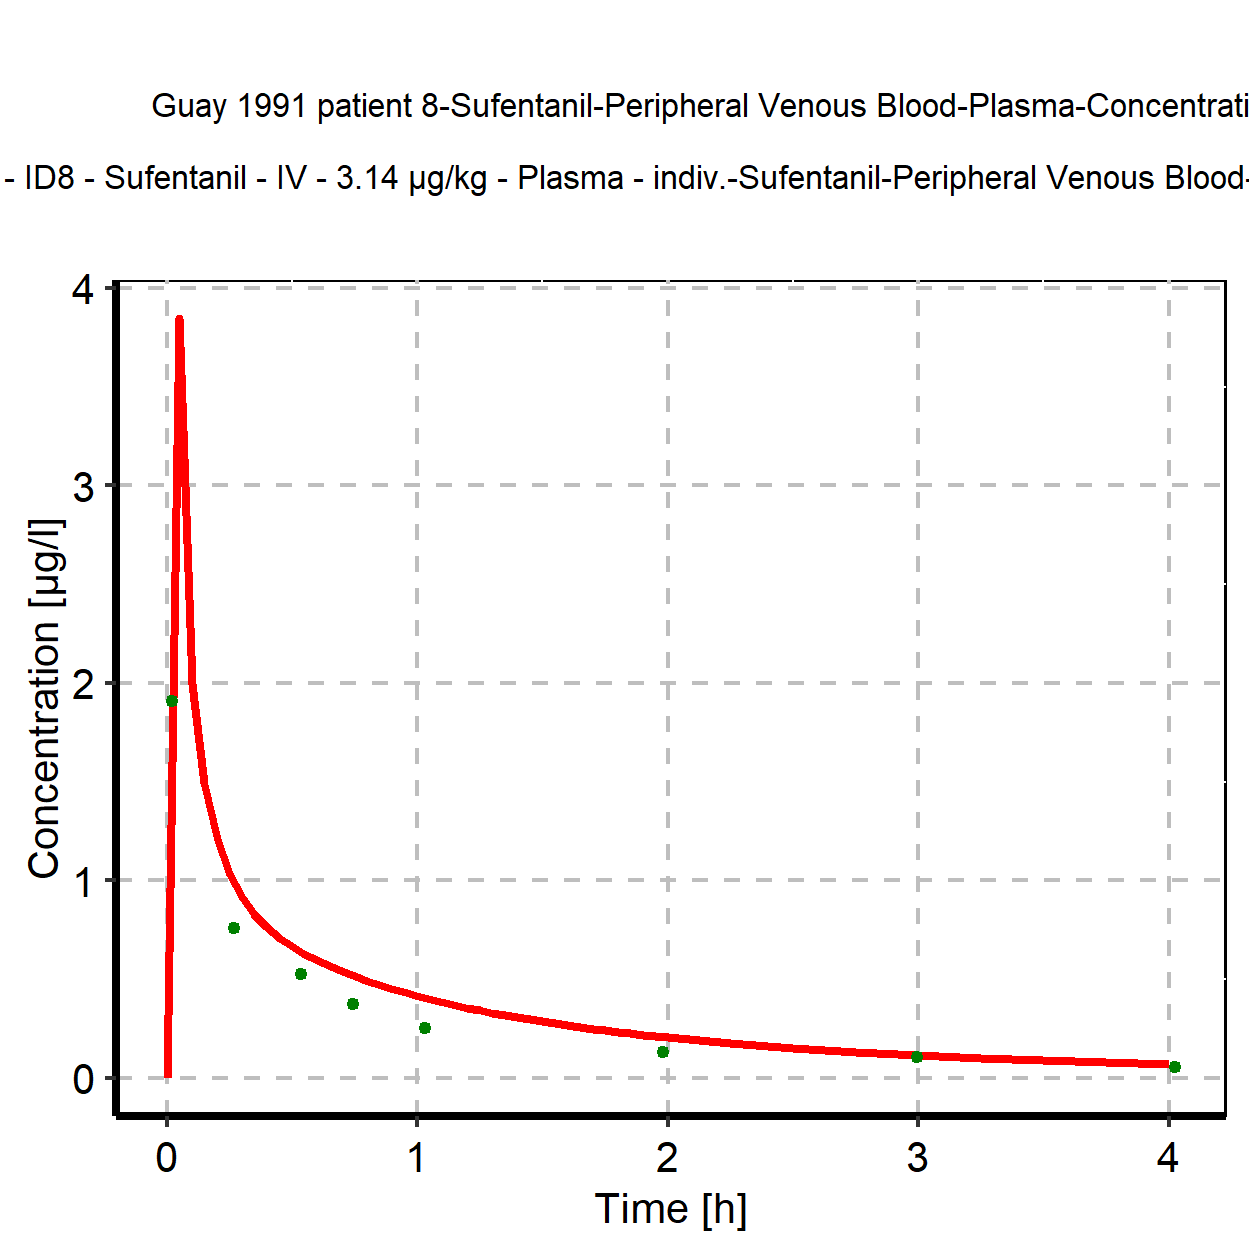 Guay 1991 patient 8-Sufentanil-Peripheral Venous Blood-Plasma-Concentrati
- ID8 - Sufentanil - IV - 3.14 µg/kg - Plasma - indiv.-Sufentanil-Peripheral Venous Blood-
4
3
2
1
0
Concentration [µg/l]
0 1 2 3 4
Time [h]